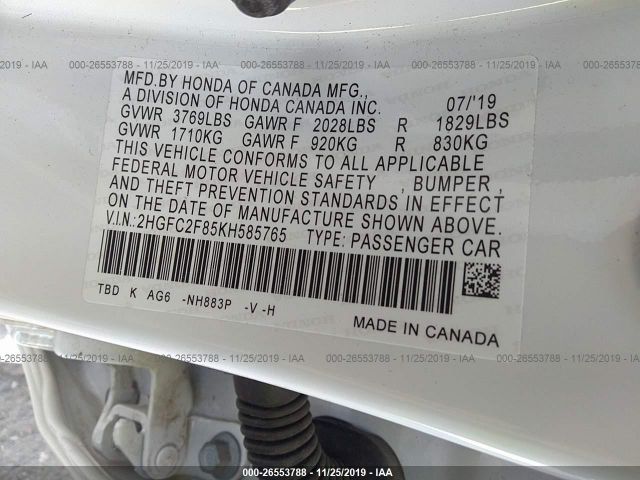 000-26553788 - 11/25/2019 - IAA 000-26553788 - 11/25/2019 - IAA 000-26553788 - 11/25/2019 - IAA
MFD.BY HONDA OF CANADA MFG.,
A DIVISION OF HONDA CANADA INC. 07/'19
GVWR 3769LBS GAWR F 2028LBS R 1829LBS
GVWR 1710KG GAWR F 920KG R 830KG
THIS VEHICLE CONFORMS TO ALL APPLICABLE
FEDERAL MOTOR VEHICLE SAFETY , BUMPER ,
AND THEFT PREVENTION STANDARDS IN EFFECT
ON THE DATE OF MANUFACTURE SHOWN ABOVE.
V.I.N.:2HGFC2F85KH585765 TYPE: PASSENGER CAR
TBD K AG6 -NH883P -V -H
MADE IN CANADA
000-26553788 - 11/25/2019 - IAA 000-26553788 - 11/25/2019 - IAA 000-26553788 - 11/25/2019 - IAA
000-26553788 - 11/25/2019 - IAA